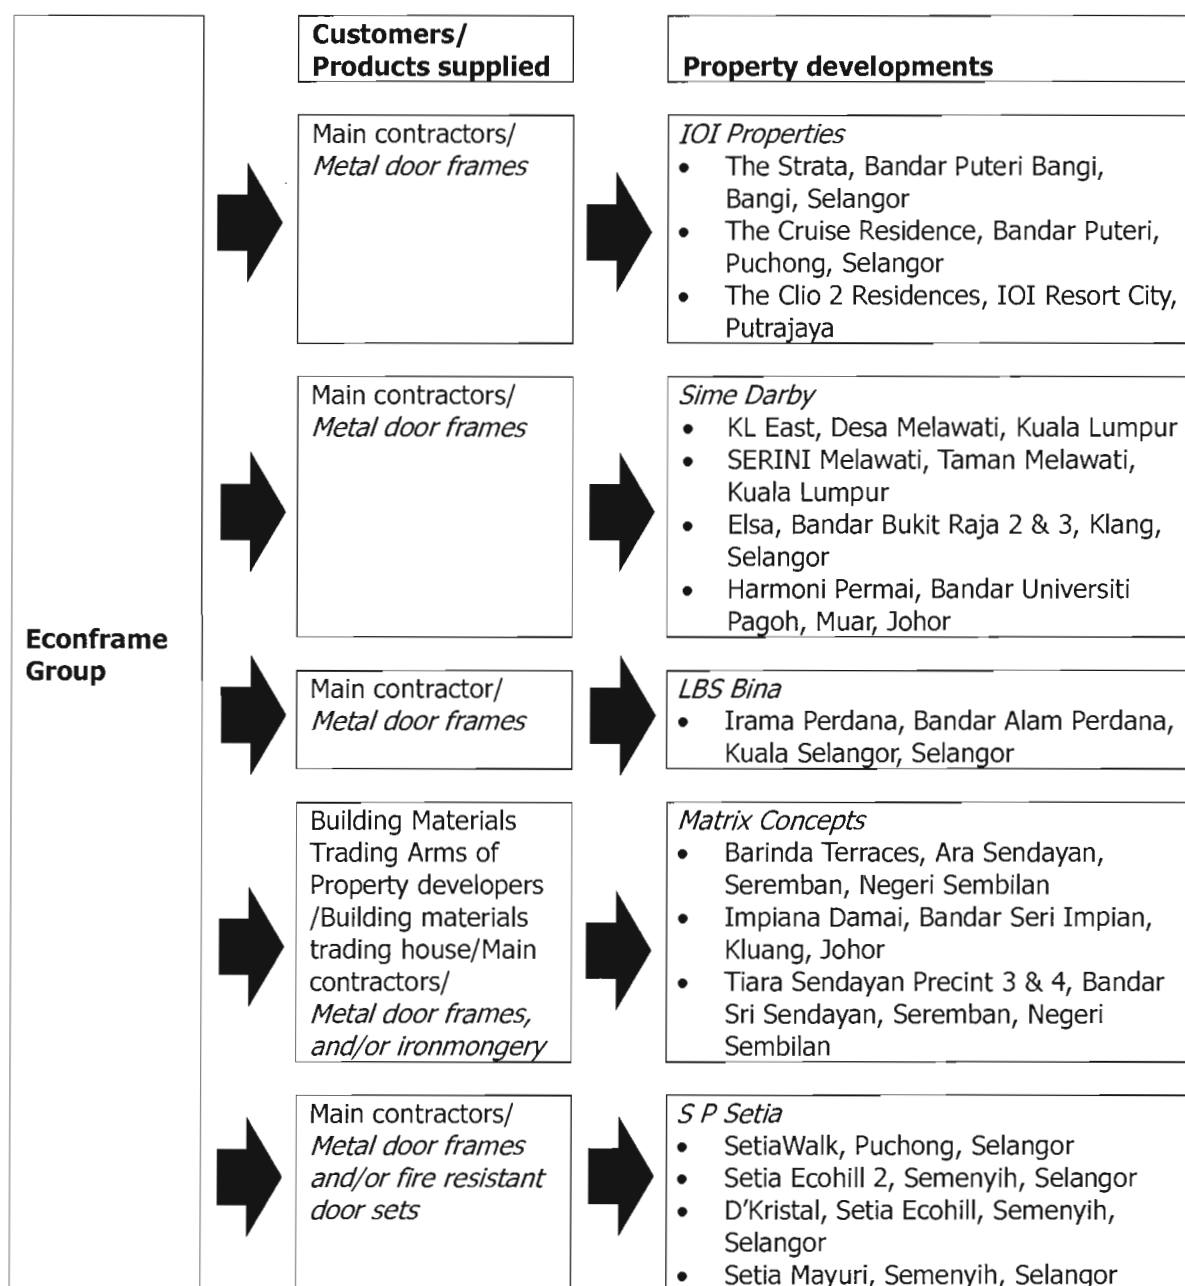 Customers/
Products supplied
Property developments
Econframe
Group
Main contractors/
Metal door frames
IOI Properties
• The Strata, Bandar Puteri Bangi,
Bangi, Selangor
• The Cruise Residence, Bandar Puteri,
Puchong, Selangor
• The Clio 2 Residences, IOI Resort City,
Putrajaya
Main contractors/
Metal door frames
Sime Darby
• KL East, Desa Melawati, Kuala Lumpur
• SERINI Melawati, Taman Melawati,
Kuala Lumpur
• Elsa, Bandar Bukit Raja 2 & 3, Klang,
Selangor
• Harmoni Permai, Bandar Universiti
Pagoh, Muar, Johor
Main contractor/
Metal door frames
LBS Bina
• Irama Perdana, Bandar Alam Perdana,
Kuala Selangor, Selangor
Building Materials
Trading Arms of
Property developers
/Building materials
trading house/Main
contractors/
Metal door frames,
and/or ironmongery
Matrix Concepts
• Barinda Terraces, Ara Sendayan,
Seremban, Negeri Sembilan
• Impiana Damai, Bandar Seri Impian,
Kluang, Johor
• Tiara Sendayan Precint 3 & 4, Bandar
Sri Sendayan, Seremban, Negeri
Sembilan
Main contractors/
Metal door frames
and/or fire resistant
door sets
S P Setia
• SetiaWalk, Puchong, Selangor
• Setia Ecohill 2, Semenyih, Selangor
• D'Kristal, Setia Ecohill, Semenyih,
Selangor
• Setia Mayuri, Semenyih, Selangor